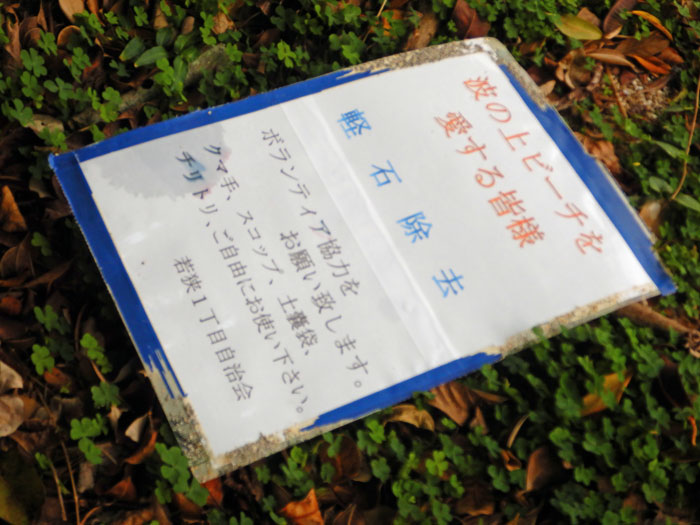 波の上ビーチを
愛する皆様
軽石除去
ボランティア協力を
お願い致します。
クマ手、スコップ、土嚢袋、
チリトリ、ご自由にお使い下さい。
若狭1丁目自治会